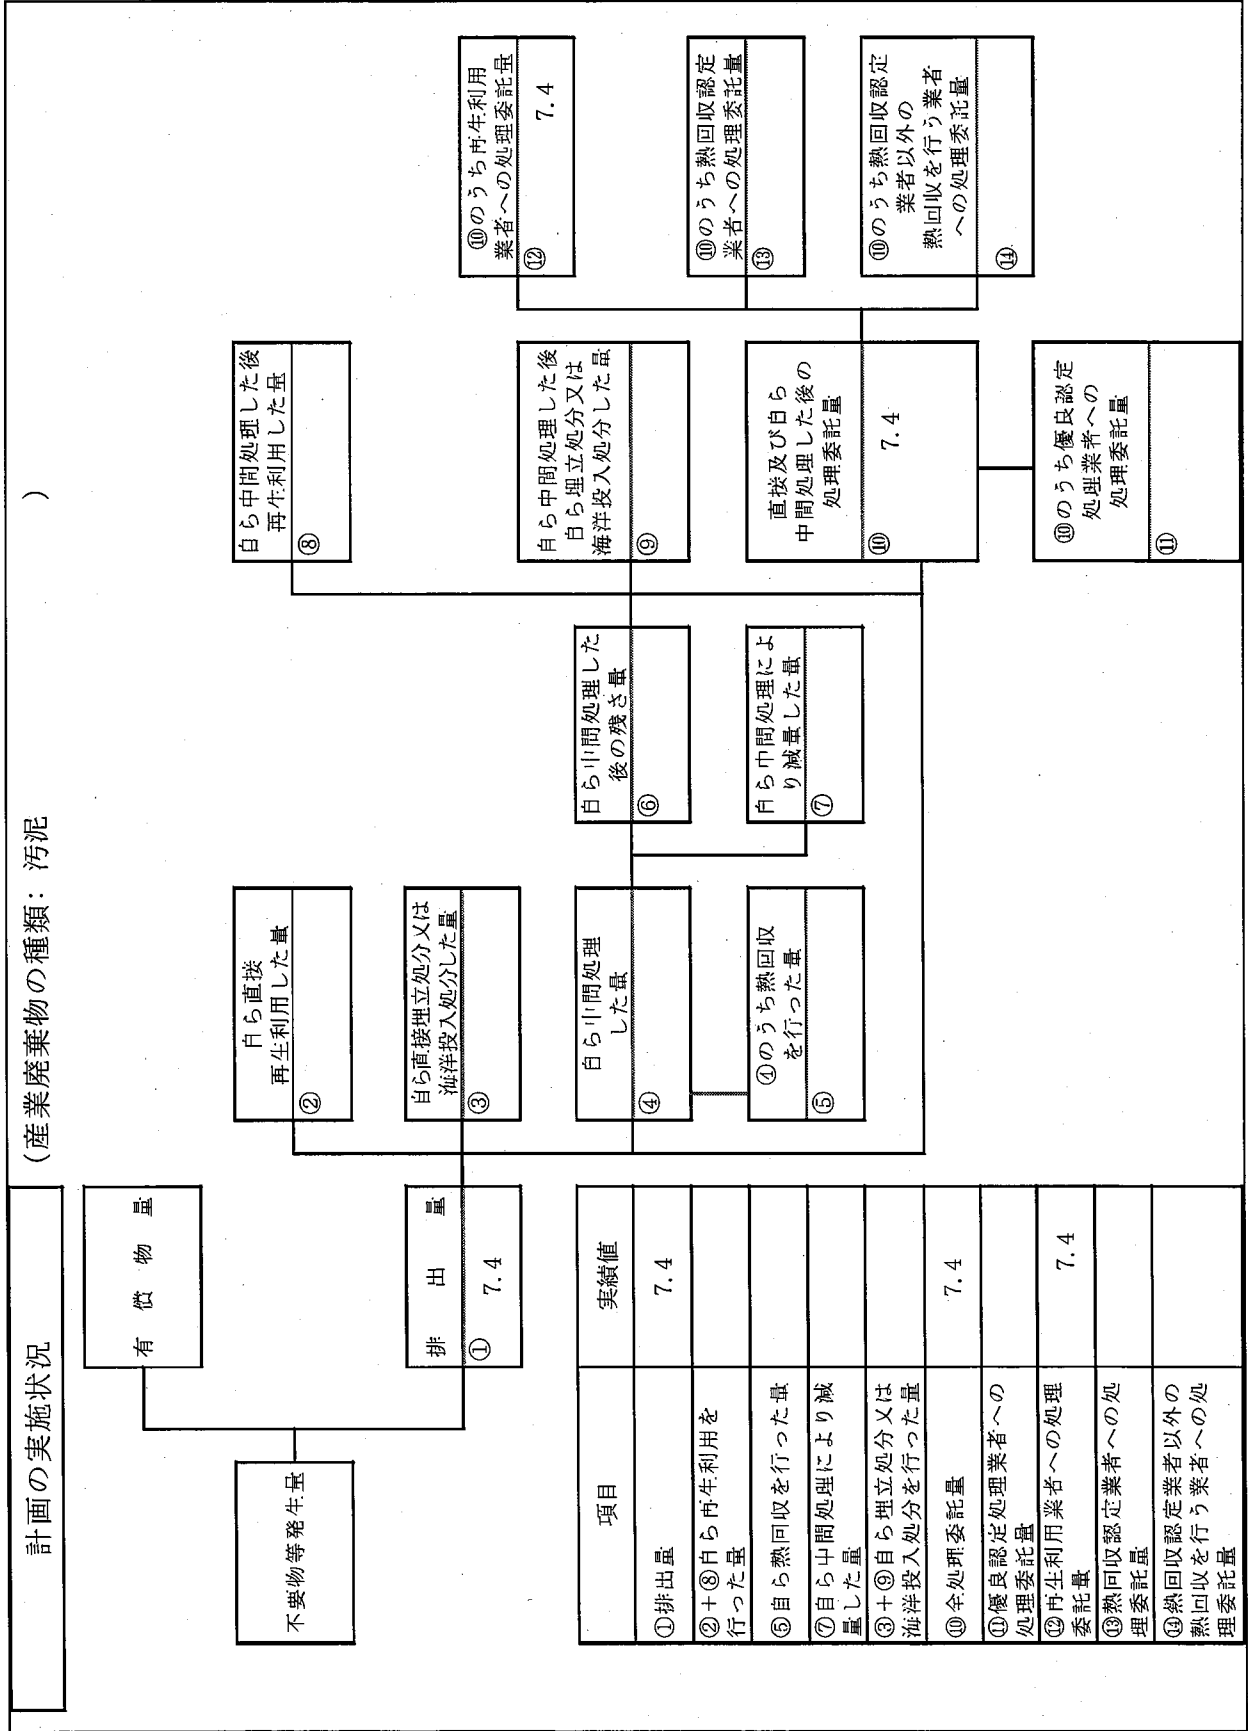 計画の実施状況
(産業廃棄物の種類：汚泥 )
不要物等発生量
有償物量
排出量
① 7.4
自ら直接
再生利用した量
②
自ら直接埋立処分又は
海洋投入処分した量
③
自ら中間処理
した量
④
④のうち熱回収
を行った量
⑤
自ら中間処理した
後の残さ量
⑥
自ら中間処理によ
り減量した量
⑦
自ら中間処理した後
再生利用した量
⑧
自ら中間処理した後
自ら埋立処分又は
海洋投入処分した量
⑨
直接及び自ら
中間処理した後の
処理委託量
⑩ 7.4
⑩のうち優良認定
処理業者への
処理委託量
⑪
⑩のうち再生利用
業者への処理委託量
⑫ 7.4
⑩のうち熱回収認定
業者への処理委託量
⑬
⑩のうち熱回収認定
業者以外の
熱回収を行う業者
への処理委託量
⑭
項目 実績値
①排出量 7.4
②＋⑧自ら再生利用を
行った量
⑤自ら熱回収を行った量
⑦自ら中間処理により減
量した量
③＋⑨自ら埋立処分又は
海洋投入処分を行った量
⑩全処理委託量 7.4
⑪優良認定処理業者への
処理委託量
⑫再生利用業者への処理
委託量 7.4
⑬熱回収認定業者への処
理委託量
⑭熱回収認定業者以外の
熱回収を行う業者への処
理委託量